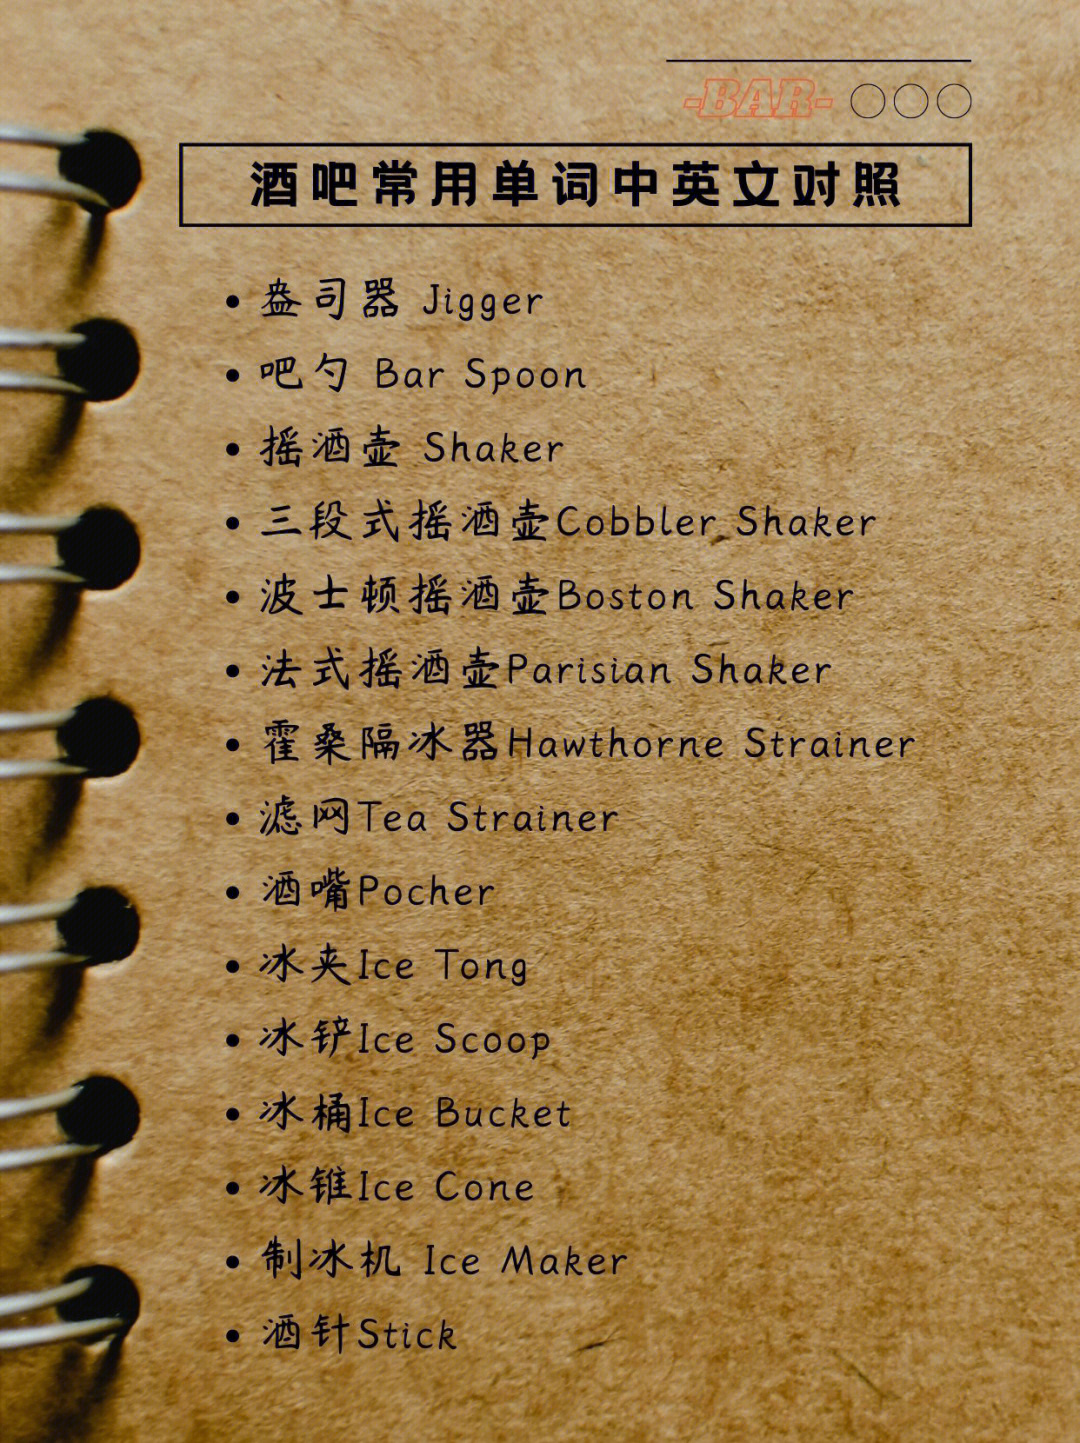 -BAR-
酒吧常用单词中英文对照
• 盎司器 Jigger
• 吧勺 Bar Spoon
• 摇酒壶 Shaker
• 三段式摇酒壶Cobbler Shaker
• 波士顿摇酒壶Boston Shaker
• 法式摇酒壶Parisian Shaker
• 霍桑隔冰器Hawthorne Strainer
• 滤网Tea Strainer
• 酒嘴Pocher
• 冰夹Ice Tong
• 冰铲Ice Scoop
• 冰桶Ice Bucket
• 冰锥Ice Cone
• 制冰机 Ice Maker
• 酒针Stick